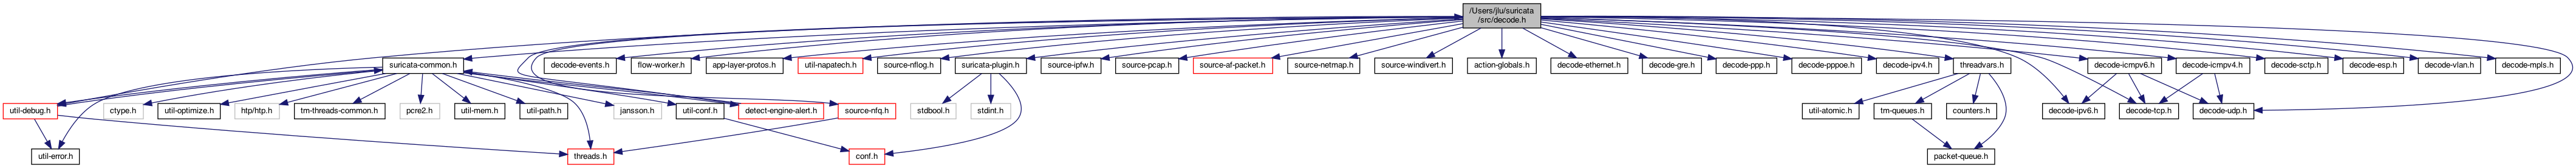 /Users/jlu/suricata
/src/decode.h
suricata-common.h
decode-events.h
flow-worker.h
app-layer-protos.h
util-napatech.h
source-nflog.h
suricata-plugin.h
source-ipfw.h
source-pcap.h
source-af-packet.h
source-netmap.h
source-windivert.h
action-globals.h
decode-ethernet.h
decode-gre.h
decode-ppp.h
decode-pppoe.h
decode-ipv4.h
threadvars.h
decode-icmpv6.h
decode-icmpv4.h
decode-sctp.h
decode-esp.h
decode-vlan.h
decode-mpls.h
util-debug.h
ctype.h
util-optimize.h
htp/htp.h
tm-threads-common.h
pcre2.h
util-mem.h
util-path.h
jansson.h
util-conf.h
detect-engine-alert.h
source-nfq.h
stdbool.h
stdint.h
util-atomic.h
tm-queues.h
counters.h
decode-ipv6.h
decode-tcp.h
decode-udp.h
util-error.h
threads.h
conf.h
packet-queue.h